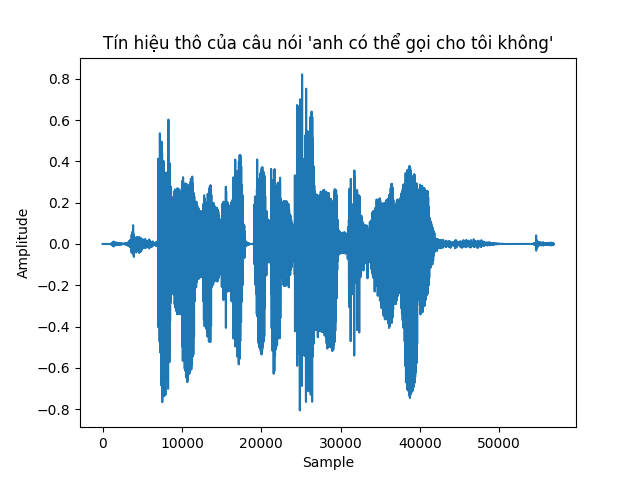 Tín hiệu thô của câu nói 'anh có thể gọi cho tôi không'
0.8
0.6
0.4
0.2
0.0
−0.2
−0.4
−0.6
−0.8
Amplitude
0 10000 20000 30000 40000 50000
Sample